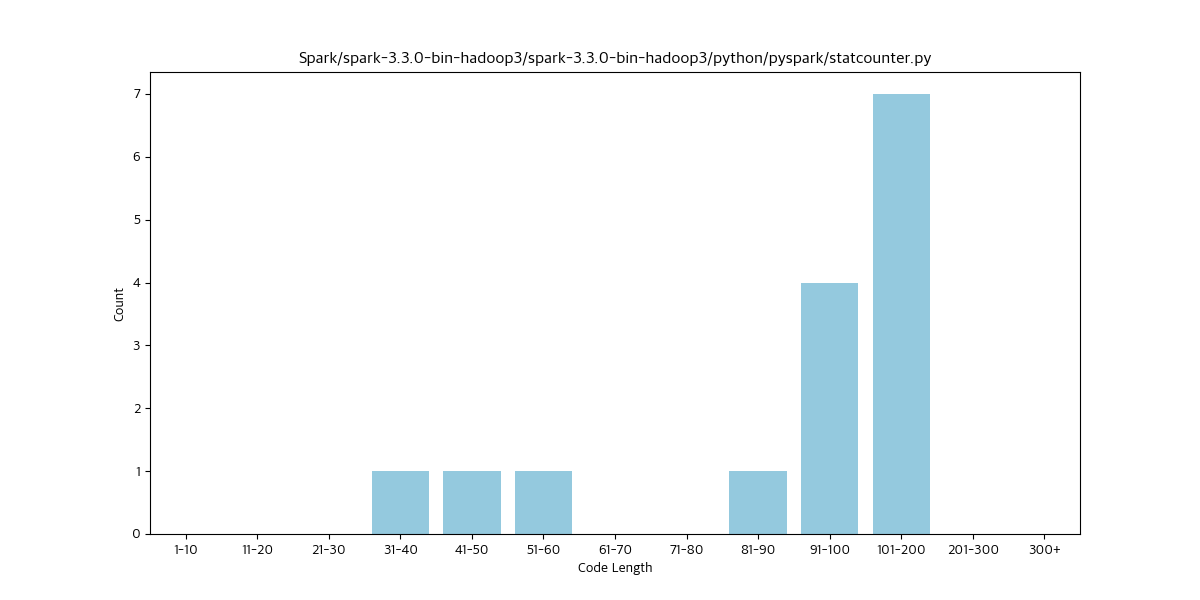 Spark/spark-3.3.0-bin-hadoop3/spark-3.3.0-bin-hadoop3/python/pyspark/statcounter.py
7
6
5
4
3
2
1
0
Count
1-10 11-20 21-30 31-40 41-50 51-60 61-70 71-80 81-90 91-100 101-200 201-300 300+
Code Length